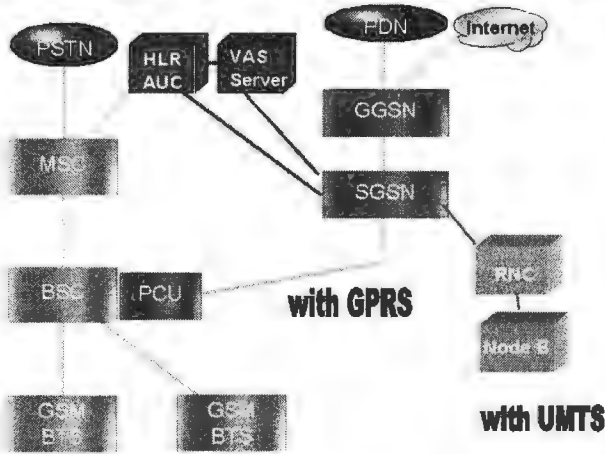 PSTN
PDN
Internet
HLR
AUC
VAS
Server
GGSN
MSC
SGSN
RNC
BSC
PCU
with GPRS
Node B
GSM
BTS
GSM
BTS
with UMTS